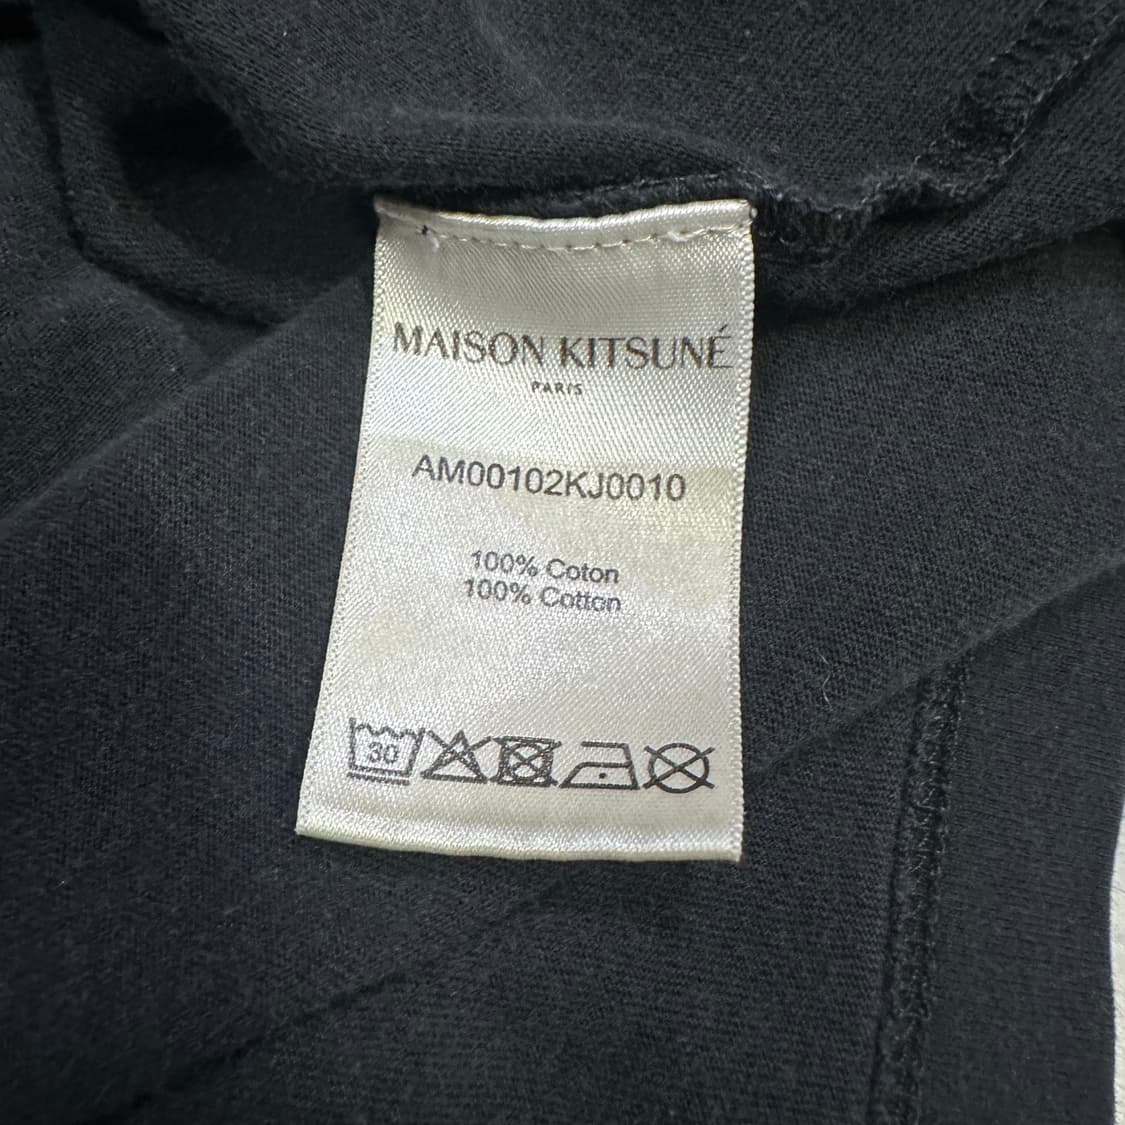 MAISON KITSUNÉ
PARIS
AM00102KJ0010
100% Coton
100% Cotton
30